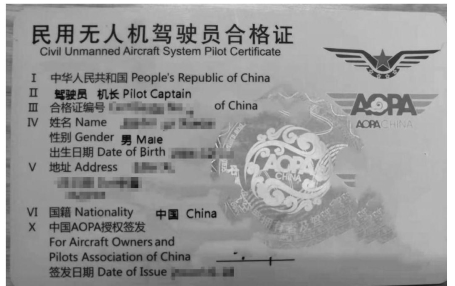 民用无人机驾驶员合格证
Civil Unmanned Aircraft System Pilot Certificate
I 中华人民共和国 People's Republic of China
II 驾驶员 机长 Pilot Captain
III 合格证编号 of China
IV 姓名 Name
性别 Gender 男 Male
出生日期 Date of Birth
V 地址 Address
VI 国籍 Nationality 中国 China
X 中国AOPA授权签发
For Aircraft Owners and
Pilots Association of China
签发日期 Date of Issue
AOPA
AOPA CHINA
AOPA
CHINA